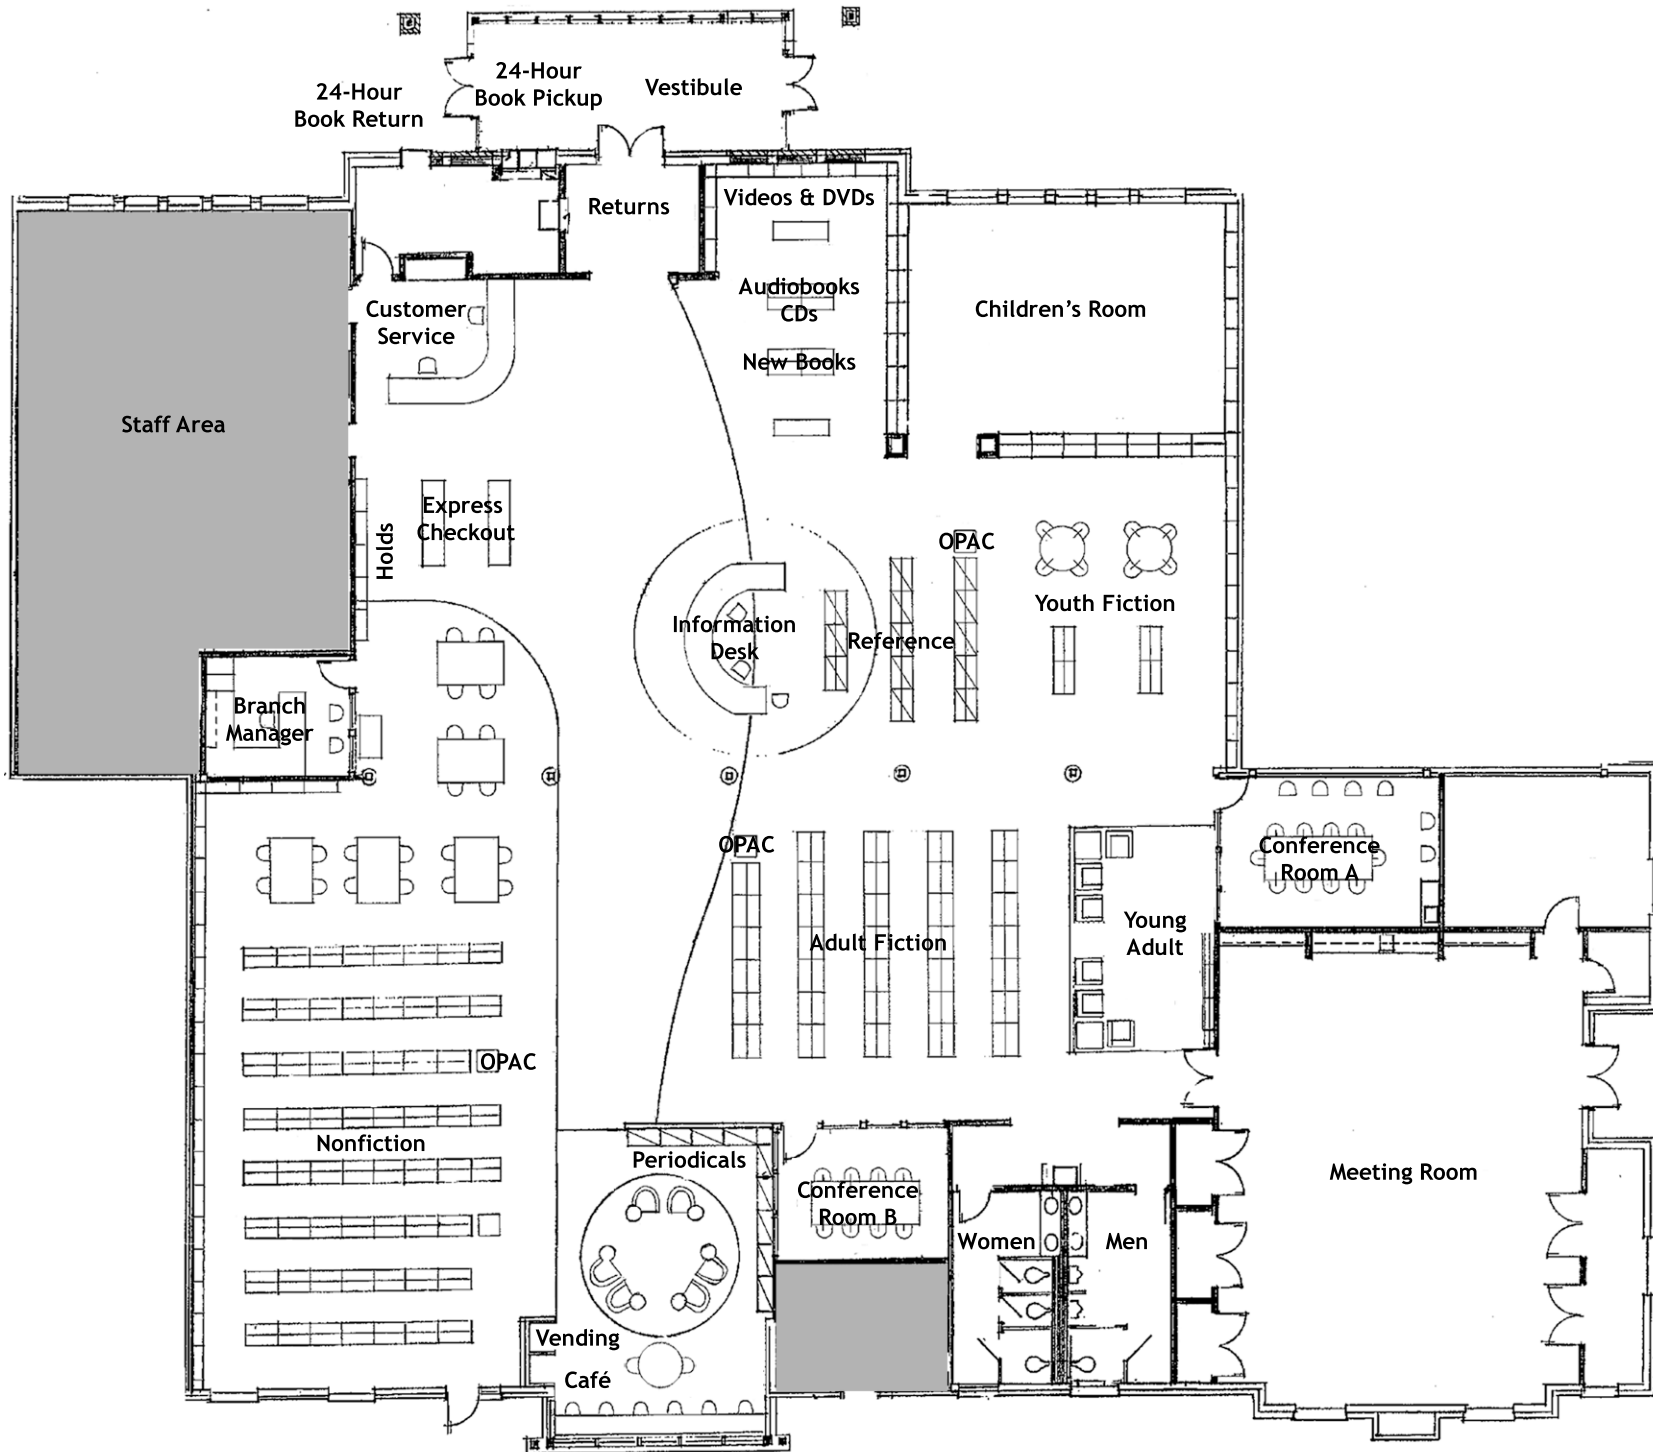 24-Hour
Book Pickup
Vestibule
24-Hour
Book Return
Videos & DVDs
Returns
Audiobooks
CDs
Customer
Service
Children's Room
New Books
Staff Area
Express
Checkout
Holds
OPAC
Youth Fiction
Information
Desk
Reference
Branch
Manager
OPAC
Conference
Room A
Young
Adult
Adult Fiction
OPAC
Nonfiction
Periodicals
Meeting Room
Conference
Room B
Women
Men
Vending
Café